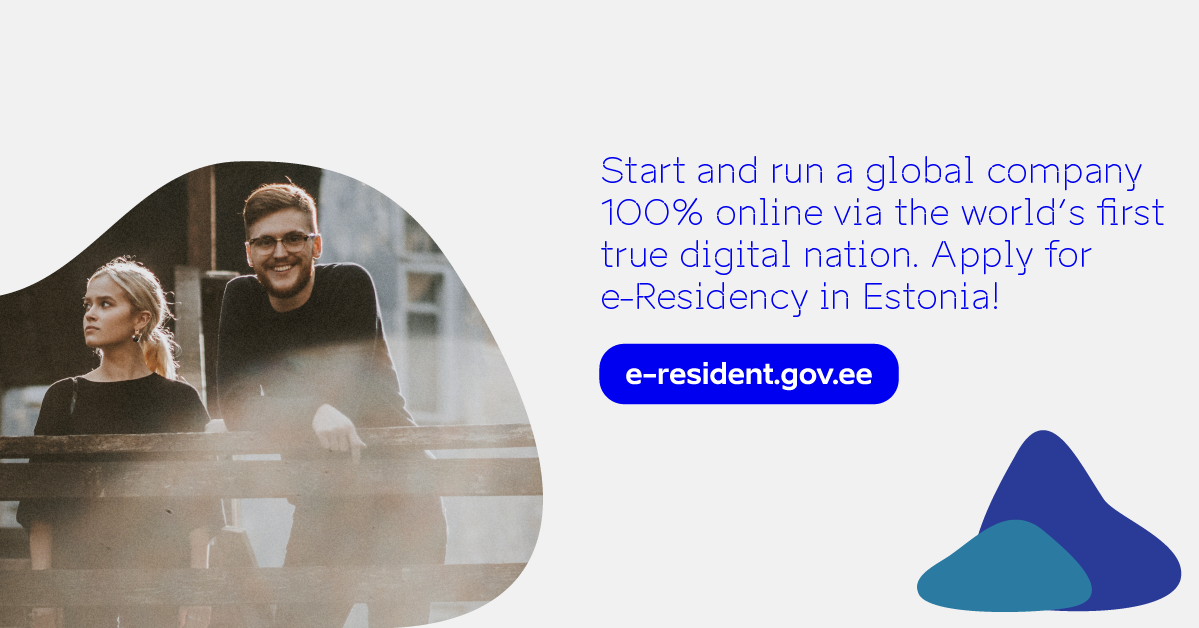 Start and run a global company
100% online via the world's first
true digital nation. Apply for
e-Residency in Estonia!
e-resident.gov.ee